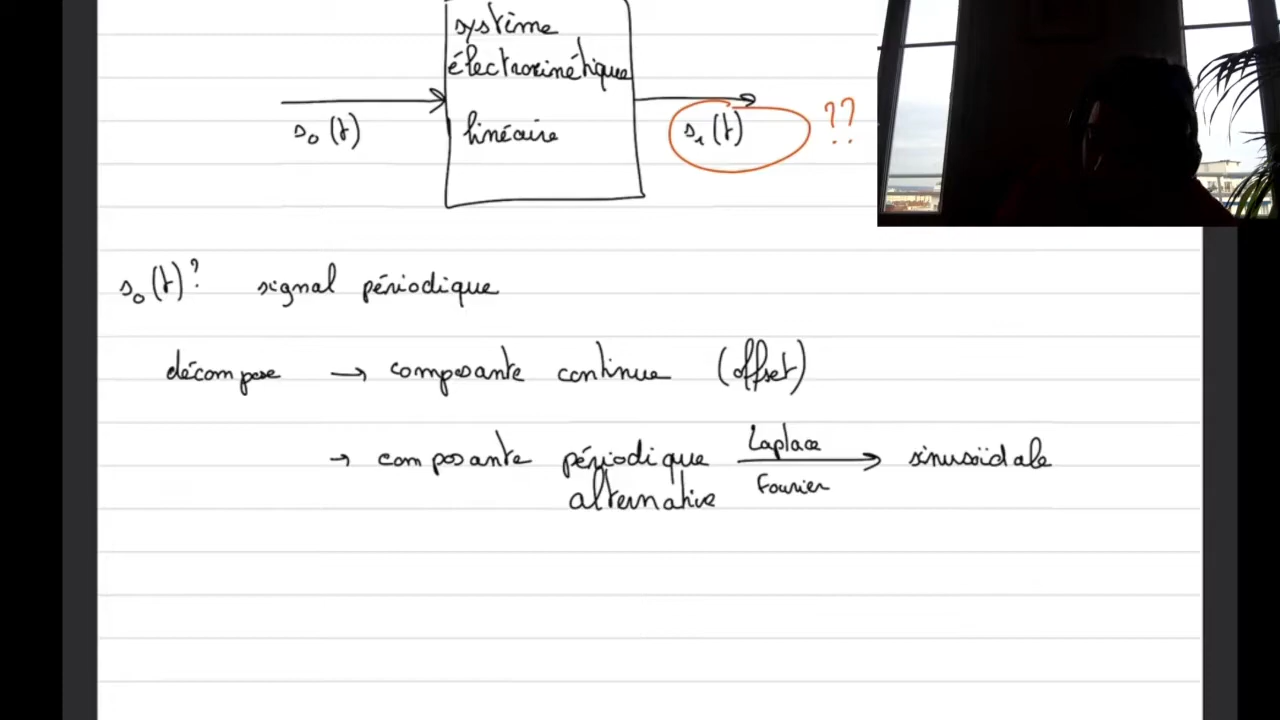 système
électrocinétique
linéaire
s₀(t)
s₁(t) ??
s₀(t)? signal périodique
décompose → composante continue (offset)
→ composante périodique Laplace → sinusoïdale
alternative Fourier